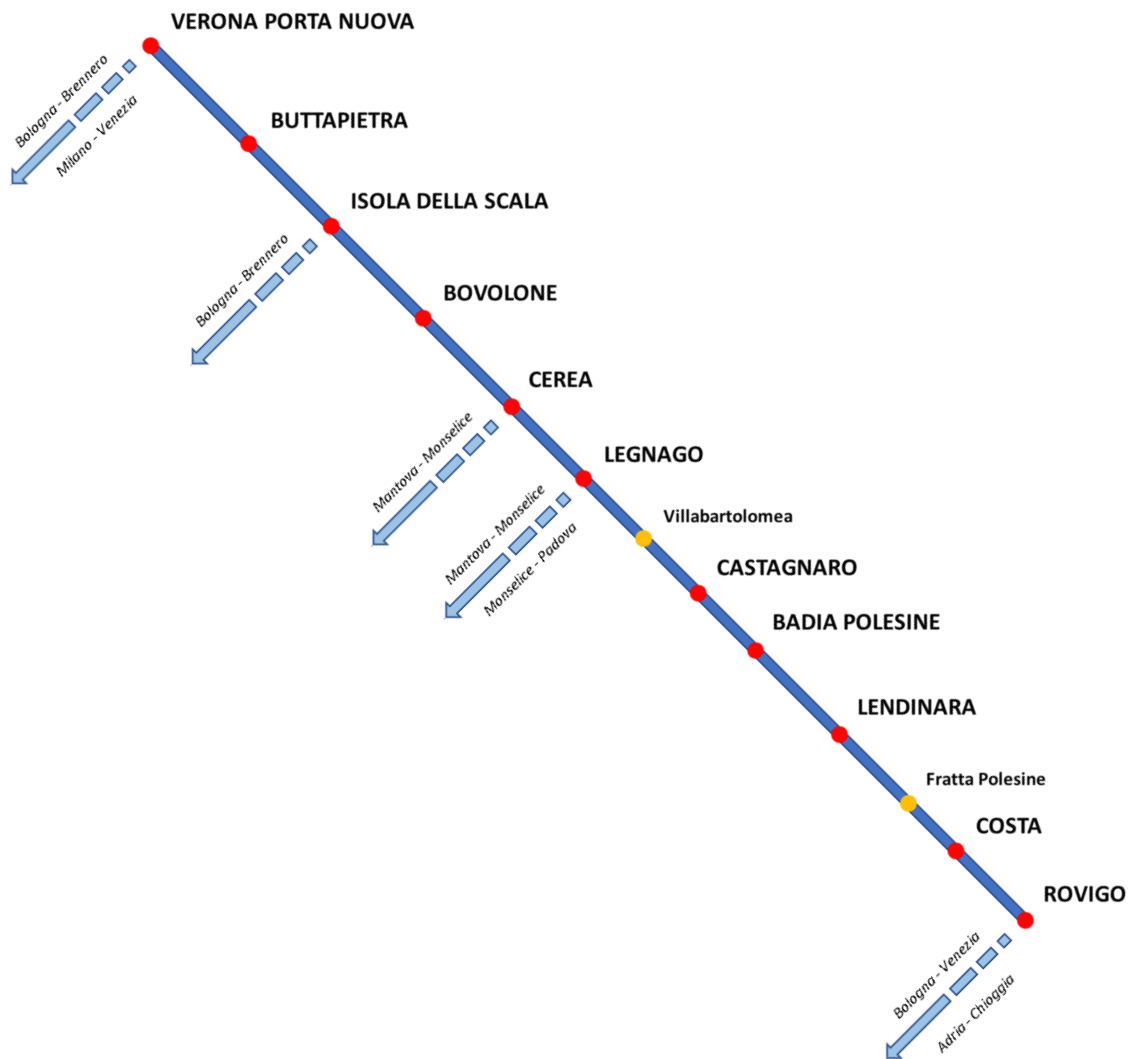 VERONA PORTA NUOVA
Bologna - Brennero
Milano - Venezia
BUTTAPIETRA
ISOLA DELLA SCALA
Bologna - Brennero
BOVOLONE
CEREA
Mantova - Monselice
LEGNAGO
Mantova - Monselice
Monselice - Padova
Villabartolomea
CASTAGNARO
BADIA POLESINE
LENDINARA
Fratta Polesine
COSTA
ROVIGO
Bologna - Venezia
Adria - Chioggia